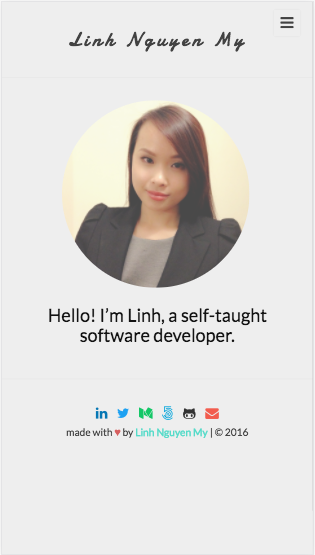 Linh Nguyen My
Hello! I'm Linh, a self-taught
software developer.
made with ♥ by Linh Nguyen My | © 2016